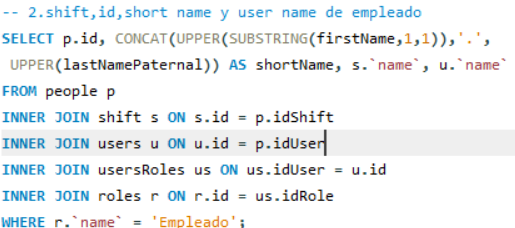 -- 2.shift,id,short name y user name de empleado
SELECT p.id, CONCAT(UPPER(SUBSTRING(firstName,1,1)),'.',
UPPER(lastNamePaternal)) AS shortName, s.`name`, u.`name`
FROM people p
INNER JOIN shift s ON s.id = p.idShift
INNER JOIN users u ON u.id = p.idUser
INNER JOIN usersRoles us ON us.idUser = u.id
INNER JOIN roles r ON r.id = us.idRole
WHERE r.`name` = 'Empleado';